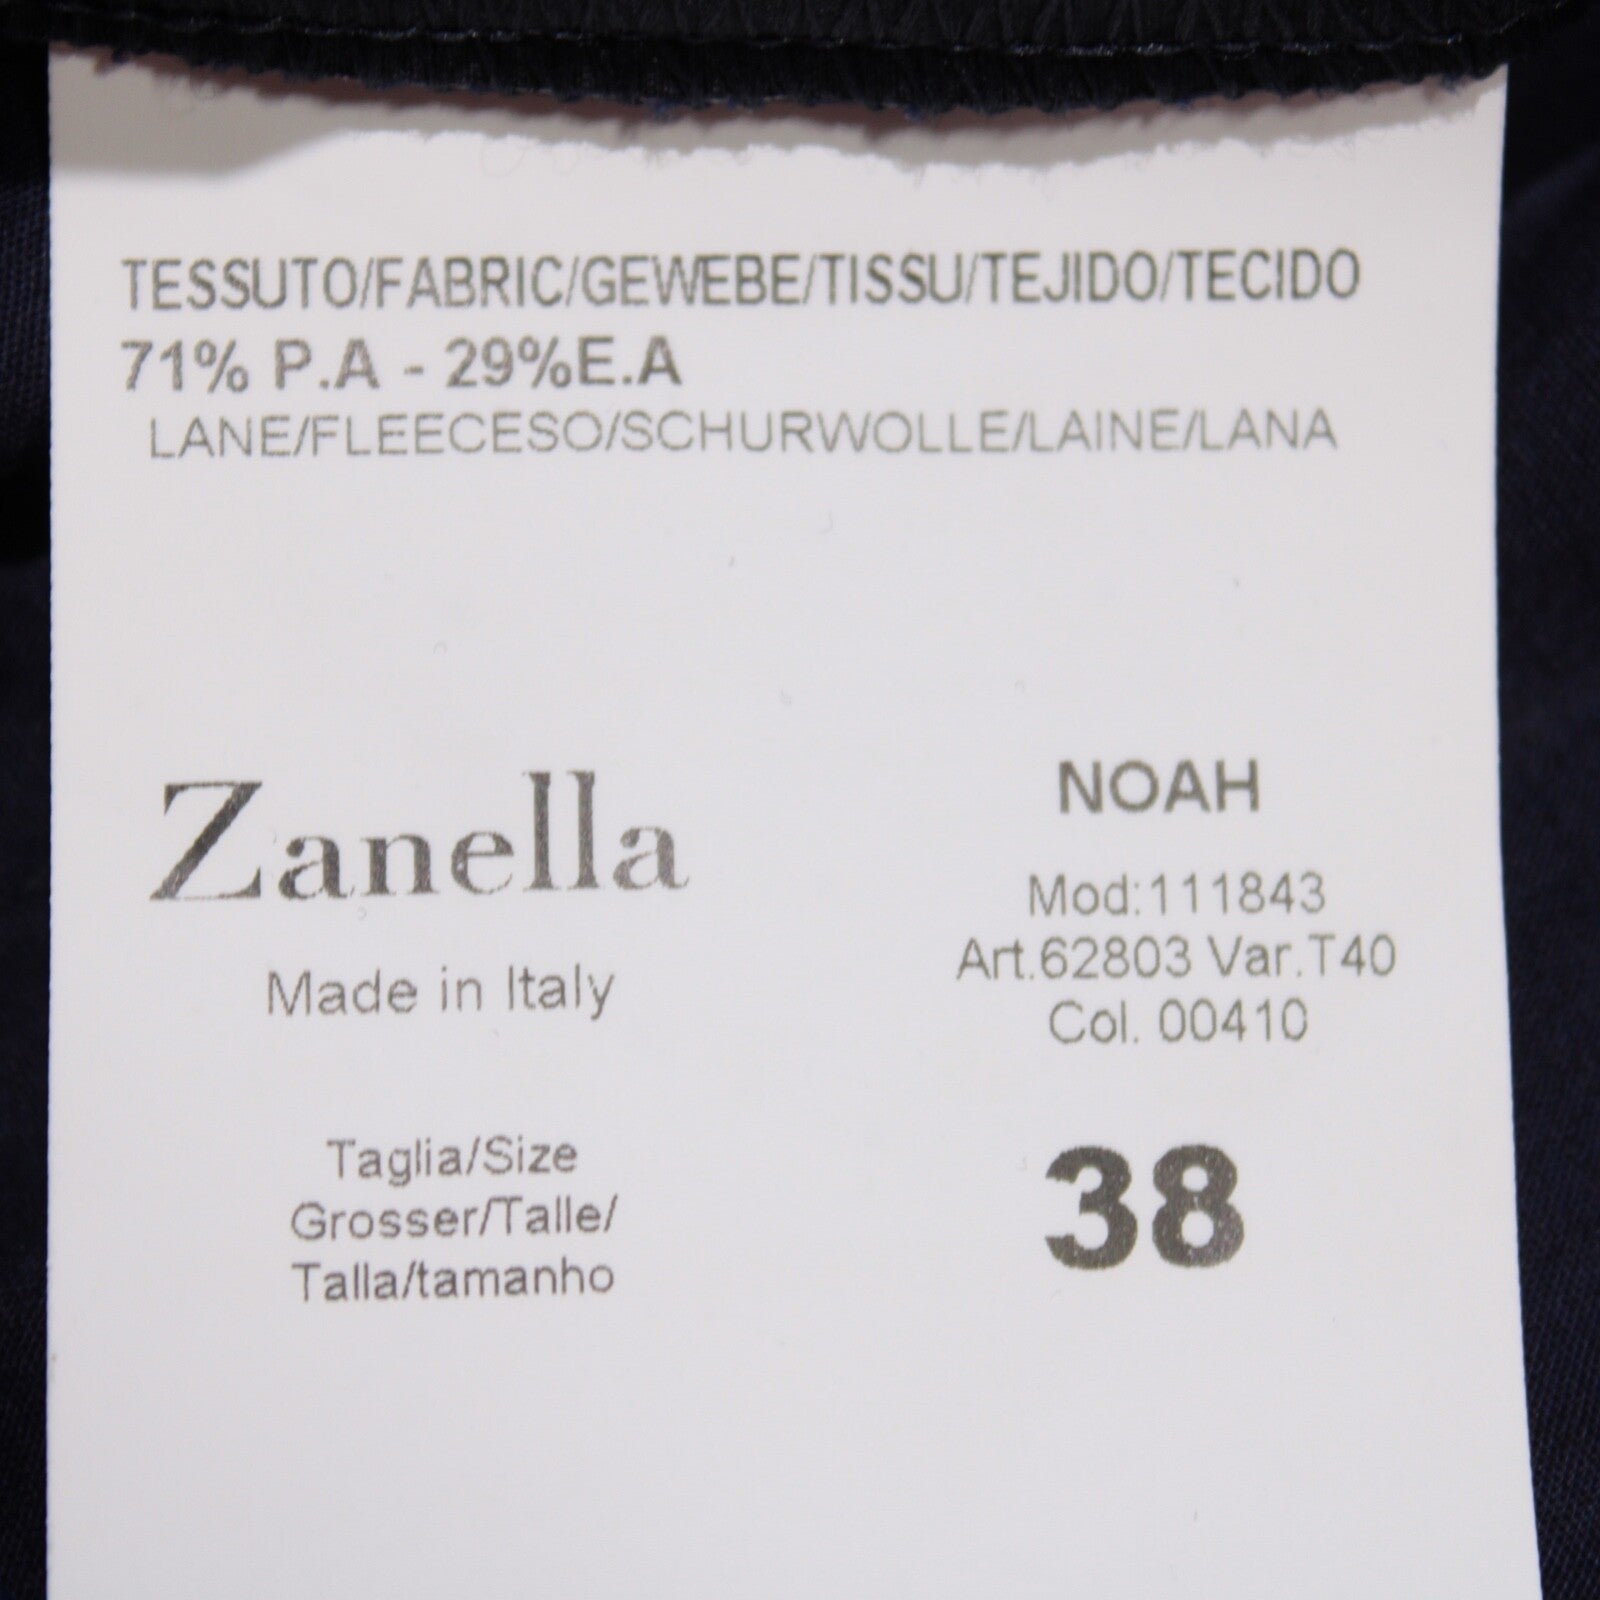 TESSUTO/FABRIC/GEWEBE/TISSU/TEJIDO/TECIDO
71% P.A - 29%E.A
LANE/FLEECESO/SCHURWOLLE/LAINE/LANA
Zanella
Made in Italy
NOAH
Mod:111843
Art.62803 Var.T40
Col. 00410
Taglia/Size
Grosser/Talle/
Talla/tamanho
38